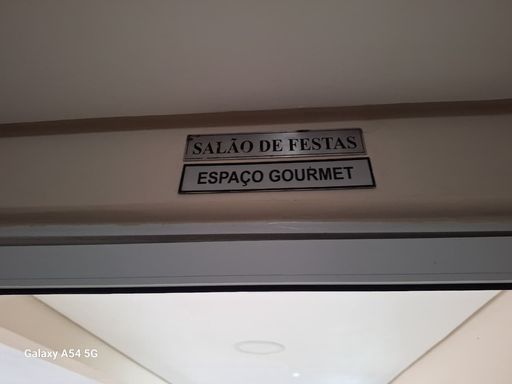 SALÃO DE FESTAS
ESPAÇO GOURMET
Galaxy A54 5G